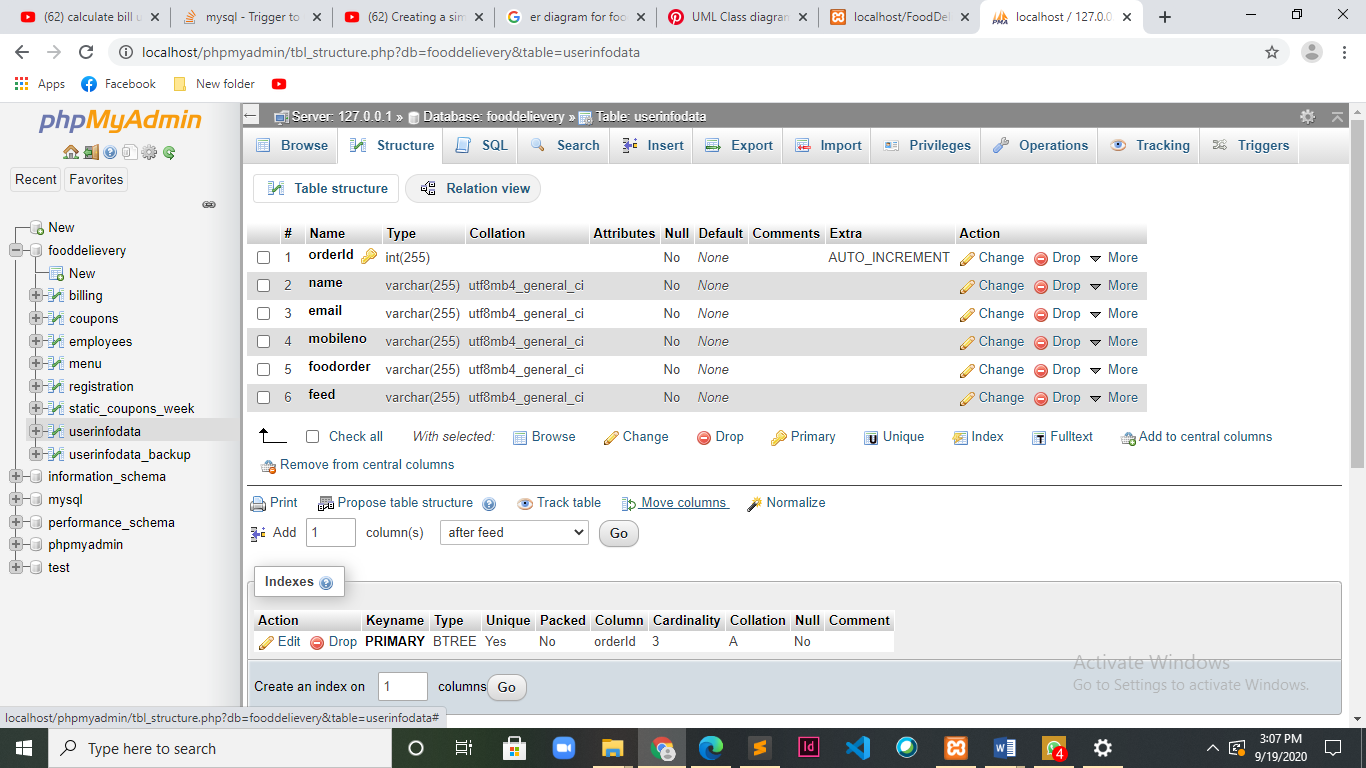 (62) calculate bill u
mysql - Trigger to
(62) Creating a sim
er diagram for foo
UML Class diagram
localhost/FoodDel
localhost / 127.0.0
localhost/phpmyadmin/tbl_structure.php?db=fooddelievery&table=userinfodata
Apps Facebook New folder
phpMyAdmin
Recent Favorites
New
fooddelievery
New
billing
coupons
employees
menu
registration
static_coupons_week
userinfodata
userinfodata_backup
information_schema
mysql
performance_schema
phpmyadmin
test
Server: 127.0.0.1 » Database: fooddelievery » Table: userinfodata
Browse Structure SQL Search Insert Export Import Privileges Operations Tracking Triggers
Table structure Relation view
# Name Type Collation Attributes Null Default Comments Extra Action
1 orderId int(255) No None AUTO_INCREMENT Change Drop More
2 name varchar(255) utf8mb4_general_ci No None Change Drop More
3 email varchar(255) utf8mb4_general_ci No None Change Drop More
4 mobileno varchar(255) utf8mb4_general_ci No None Change Drop More
5 foodorder varchar(255) utf8mb4_general_ci No None Change Drop More
6 feed varchar(255) utf8mb4_general_ci No None Change Drop More
Check all With selected: Browse Change Drop Primary Unique Index Fulltext Add to central columns
Remove from central columns
Print Propose table structure Track table Move columns Normalize
Add 1 column(s) after feed Go
Indexes
Action Keyname Type Unique Packed Column Cardinality Collation Null Comment
Edit Drop PRIMARY BTREE Yes No orderId 3 A No
Create an index on 1 columns Go
Activate Windows
Go to Settings to activate Windows.
localhost/phpmyadmin/tbl_structure.php?db=fooddelievery&table=userinfodata#
Type here to search
Id
4
3:07 PM
9/19/2020